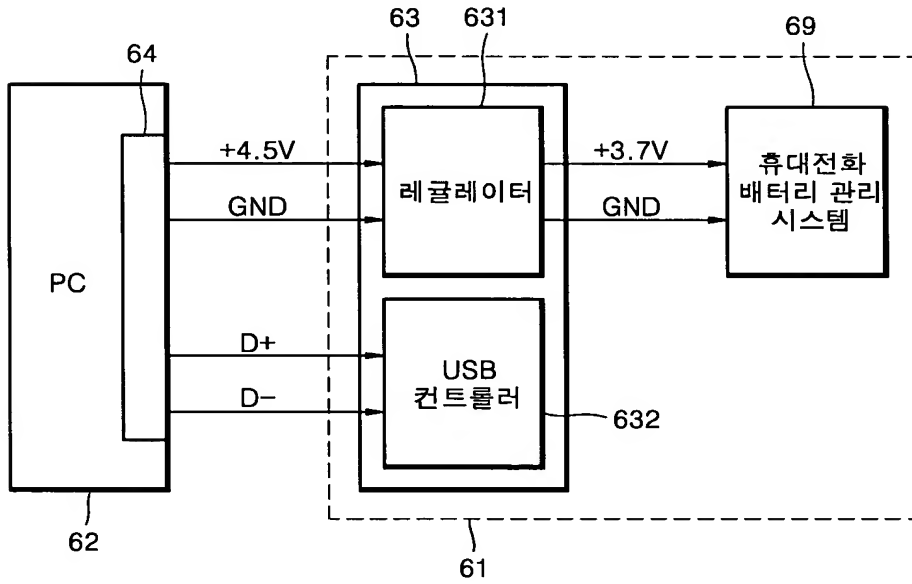 631
63
69
64
+4.5V
+3.7V
휴대전화
배터리 관리
시스템
레귤레이터
GND
GND
PC
D+
USB
컨트롤러
D-
632
62
61